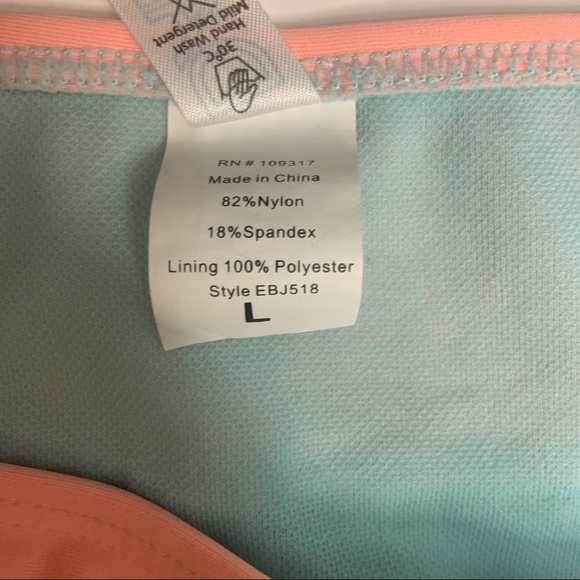 Hand Wash
Mild Detergent
30°C
RN # 109317
Made in China
82%Nylon
18%Spandex
Lining 100% Polyester
Style EBJ518
L